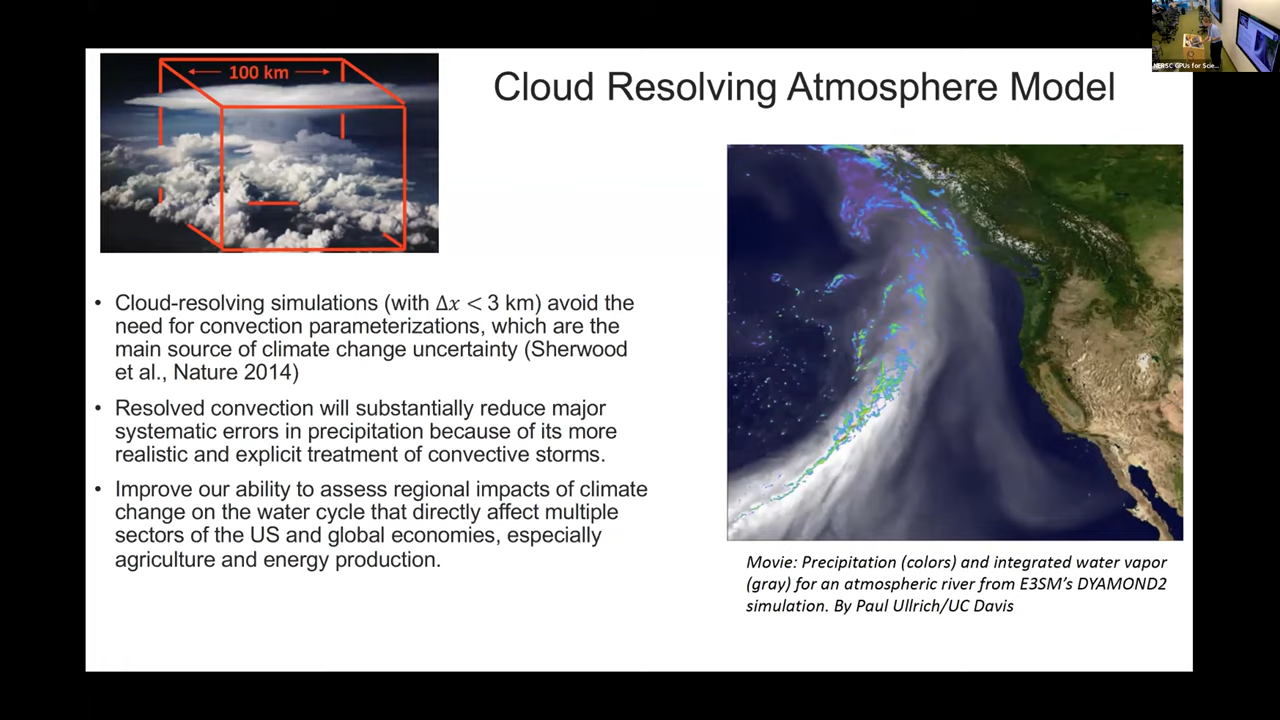 100 km
Cloud Resolving Atmosphere Model
NERSC GPUs for Scie...
• Cloud-resolving simulations (with Δx < 3 km) avoid the
need for convection parameterizations, which are the
main source of climate change uncertainty (Sherwood
et al., Nature 2014)
• Resolved convection will substantially reduce major
systematic errors in precipitation because of its more
realistic and explicit treatment of convective storms.
• Improve our ability to assess regional impacts of climate
change on the water cycle that directly affect multiple
sectors of the US and global economies, especially
agriculture and energy production.
Movie: Precipitation (colors) and integrated water vapor
(gray) for an atmospheric river from E3SM’s DYAMOND2
simulation. By Paul Ullrich/UC Davis